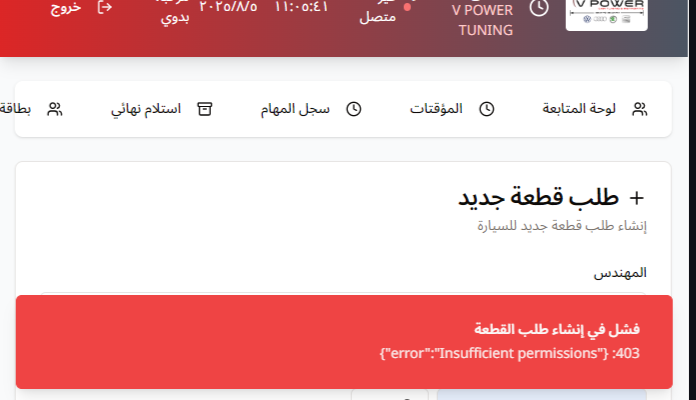 V POWER
V POWER
TUNING
متصل
١١:٠٥:٤١
٢٠٢٥/٨/٥
بدوي
خروج
لوحة المتابعة
المؤقتات
سجل المهام
استلام نهائي
بطاقة
+ طلب قطعة جديد
إنشاء طلب قطعة جديد للسيارة
المهندس
فشل في إنشاء طلب القطعة
403: {"error":"Insufficient permissions"}